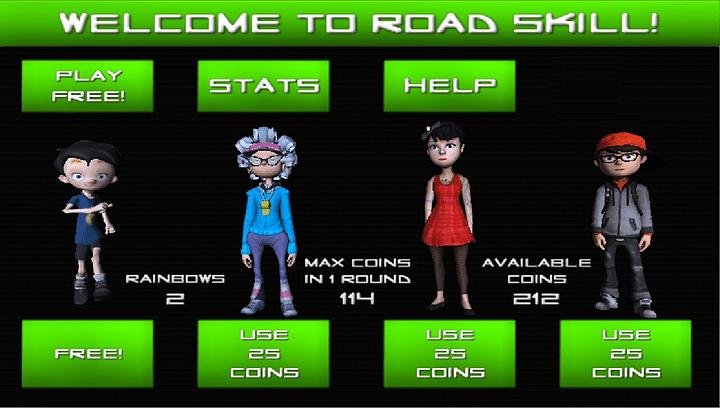 WELCOME TO ROAD SKILL!
PLAY
FREE!
STATS
HELP
RAINBOWS
2
MAX COINS
IN 1 ROUND
114
AVAILABLE
COINS
212
FREE!
USE
25
COINS
USE
25
COINS
USE
25
COINS